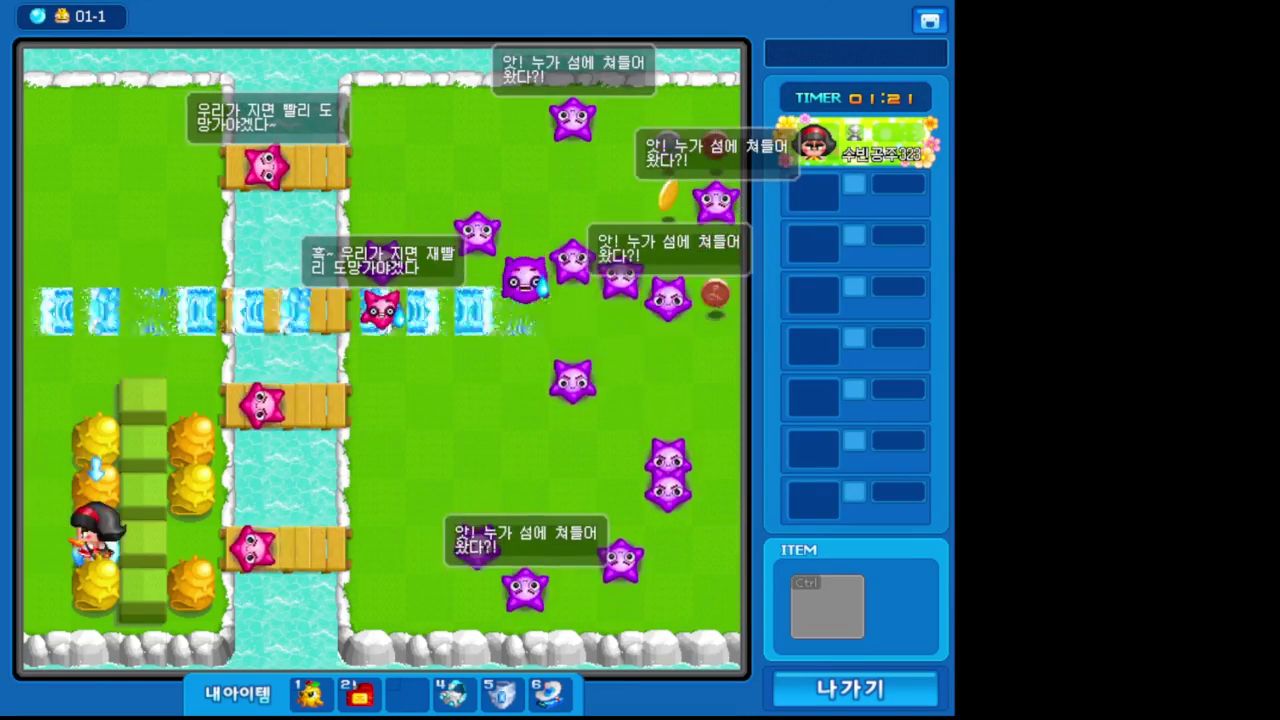 01-1
앗! 누가 섬에 쳐들어
왔다?!
우리가 지면 빨리 도
망가야겠다~
앗! 누가 섬에 쳐들어
왔다?!
앗! 누가 섬에 쳐들어
왔다?!
흑~ 우리가 지면 재빨
리 도망가야겠다
앗! 누가 섬에 쳐들어
왔다?!
TIMER 01:21
수빈공주023
ITEM
Ctrl
내아이템
1
2
4
5
6
나가기